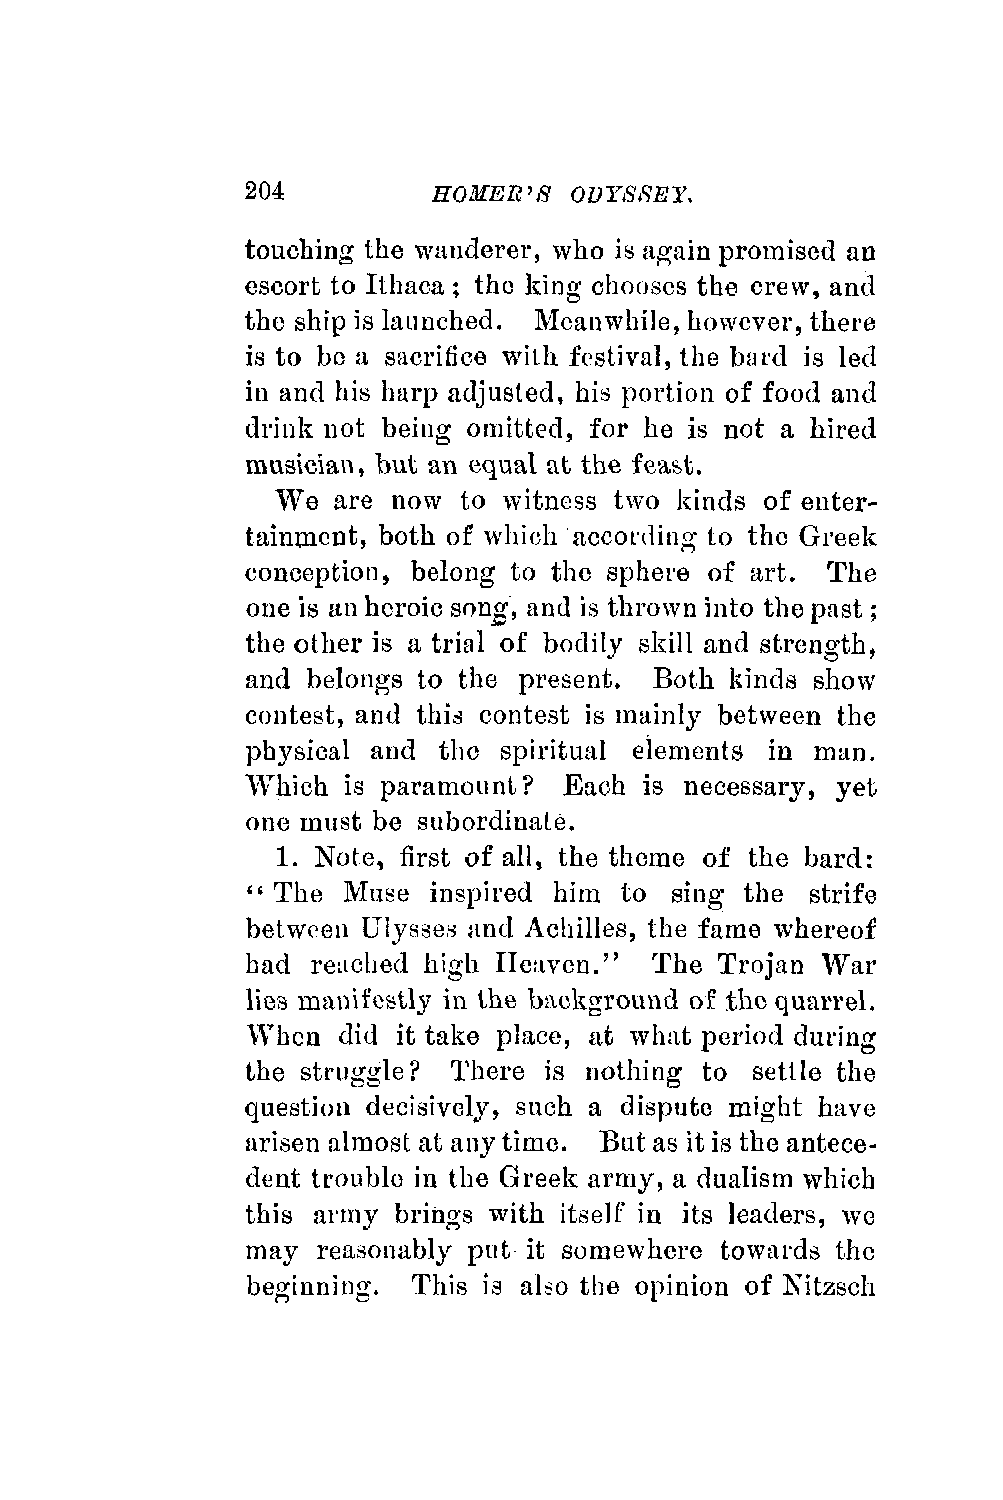 204 HOMER'S ODYSSEY.
touching the wanderer, who is again promised an
escort to Ithaca; the king chooses the crew, and
the ship is launched. Meanwhile, however, there
is to be a sacrifice with festival, the bard is led
in and his harp adjusted, his portion of food and
drink not being omitted, for he is not a hired
musician, but an equal at the feast.
We are now to witness two kinds of enter-
tainment, both of which according to the Greek
conception, belong to the sphere of art. The
one is an heroic song, and is thrown into the past;
the other is a trial of bodily skill and strength,
and belongs to the present. Both kinds show
contest, and this contest is mainly between the
physical and the spiritual elements in man.
Which is paramount? Each is necessary, yet
one must be subordinate.
1. Note, first of all, the theme of the bard:
"The Muse inspired him to sing the strife
between Ulysses and Achilles, the fame whereof
had reached high Heaven." The Trojan War
lies manifestly in the background of the quarrel.
When did it take place, at what period during
the struggle? There is nothing to settle the
question decisively, such a dispute might have
arisen almost at any time. But as it is the antece-
dent trouble in the Greek army, a dualism which
this army brings with itself in its leaders, we
may reasonably put it somewhere towards the
beginning. This is also the opinion of Nitzsch